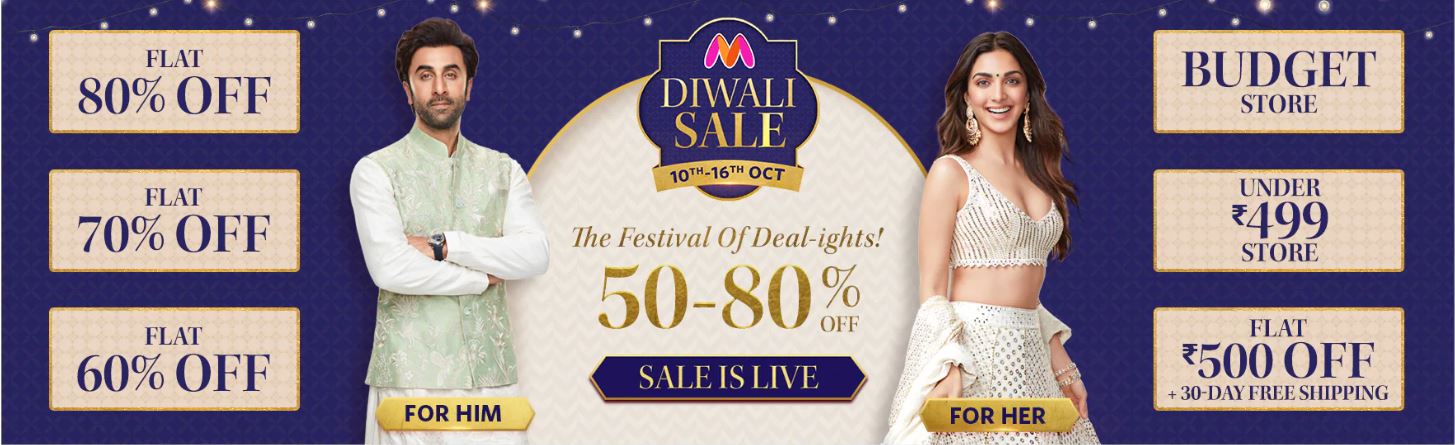 FLAT
80% OFF
FLAT
70% OFF
FLAT
60% OFF
FOR HIM
DIWALI
SALE
10TH-16TH OCT
The Festival Of Deal-ights!
50-80%
OFF
SALE IS LIVE
FOR HER
BUDGET
STORE
UNDER
₹499
STORE
FLAT
₹500 OFF
+ 30-DAY FREE SHIPPING